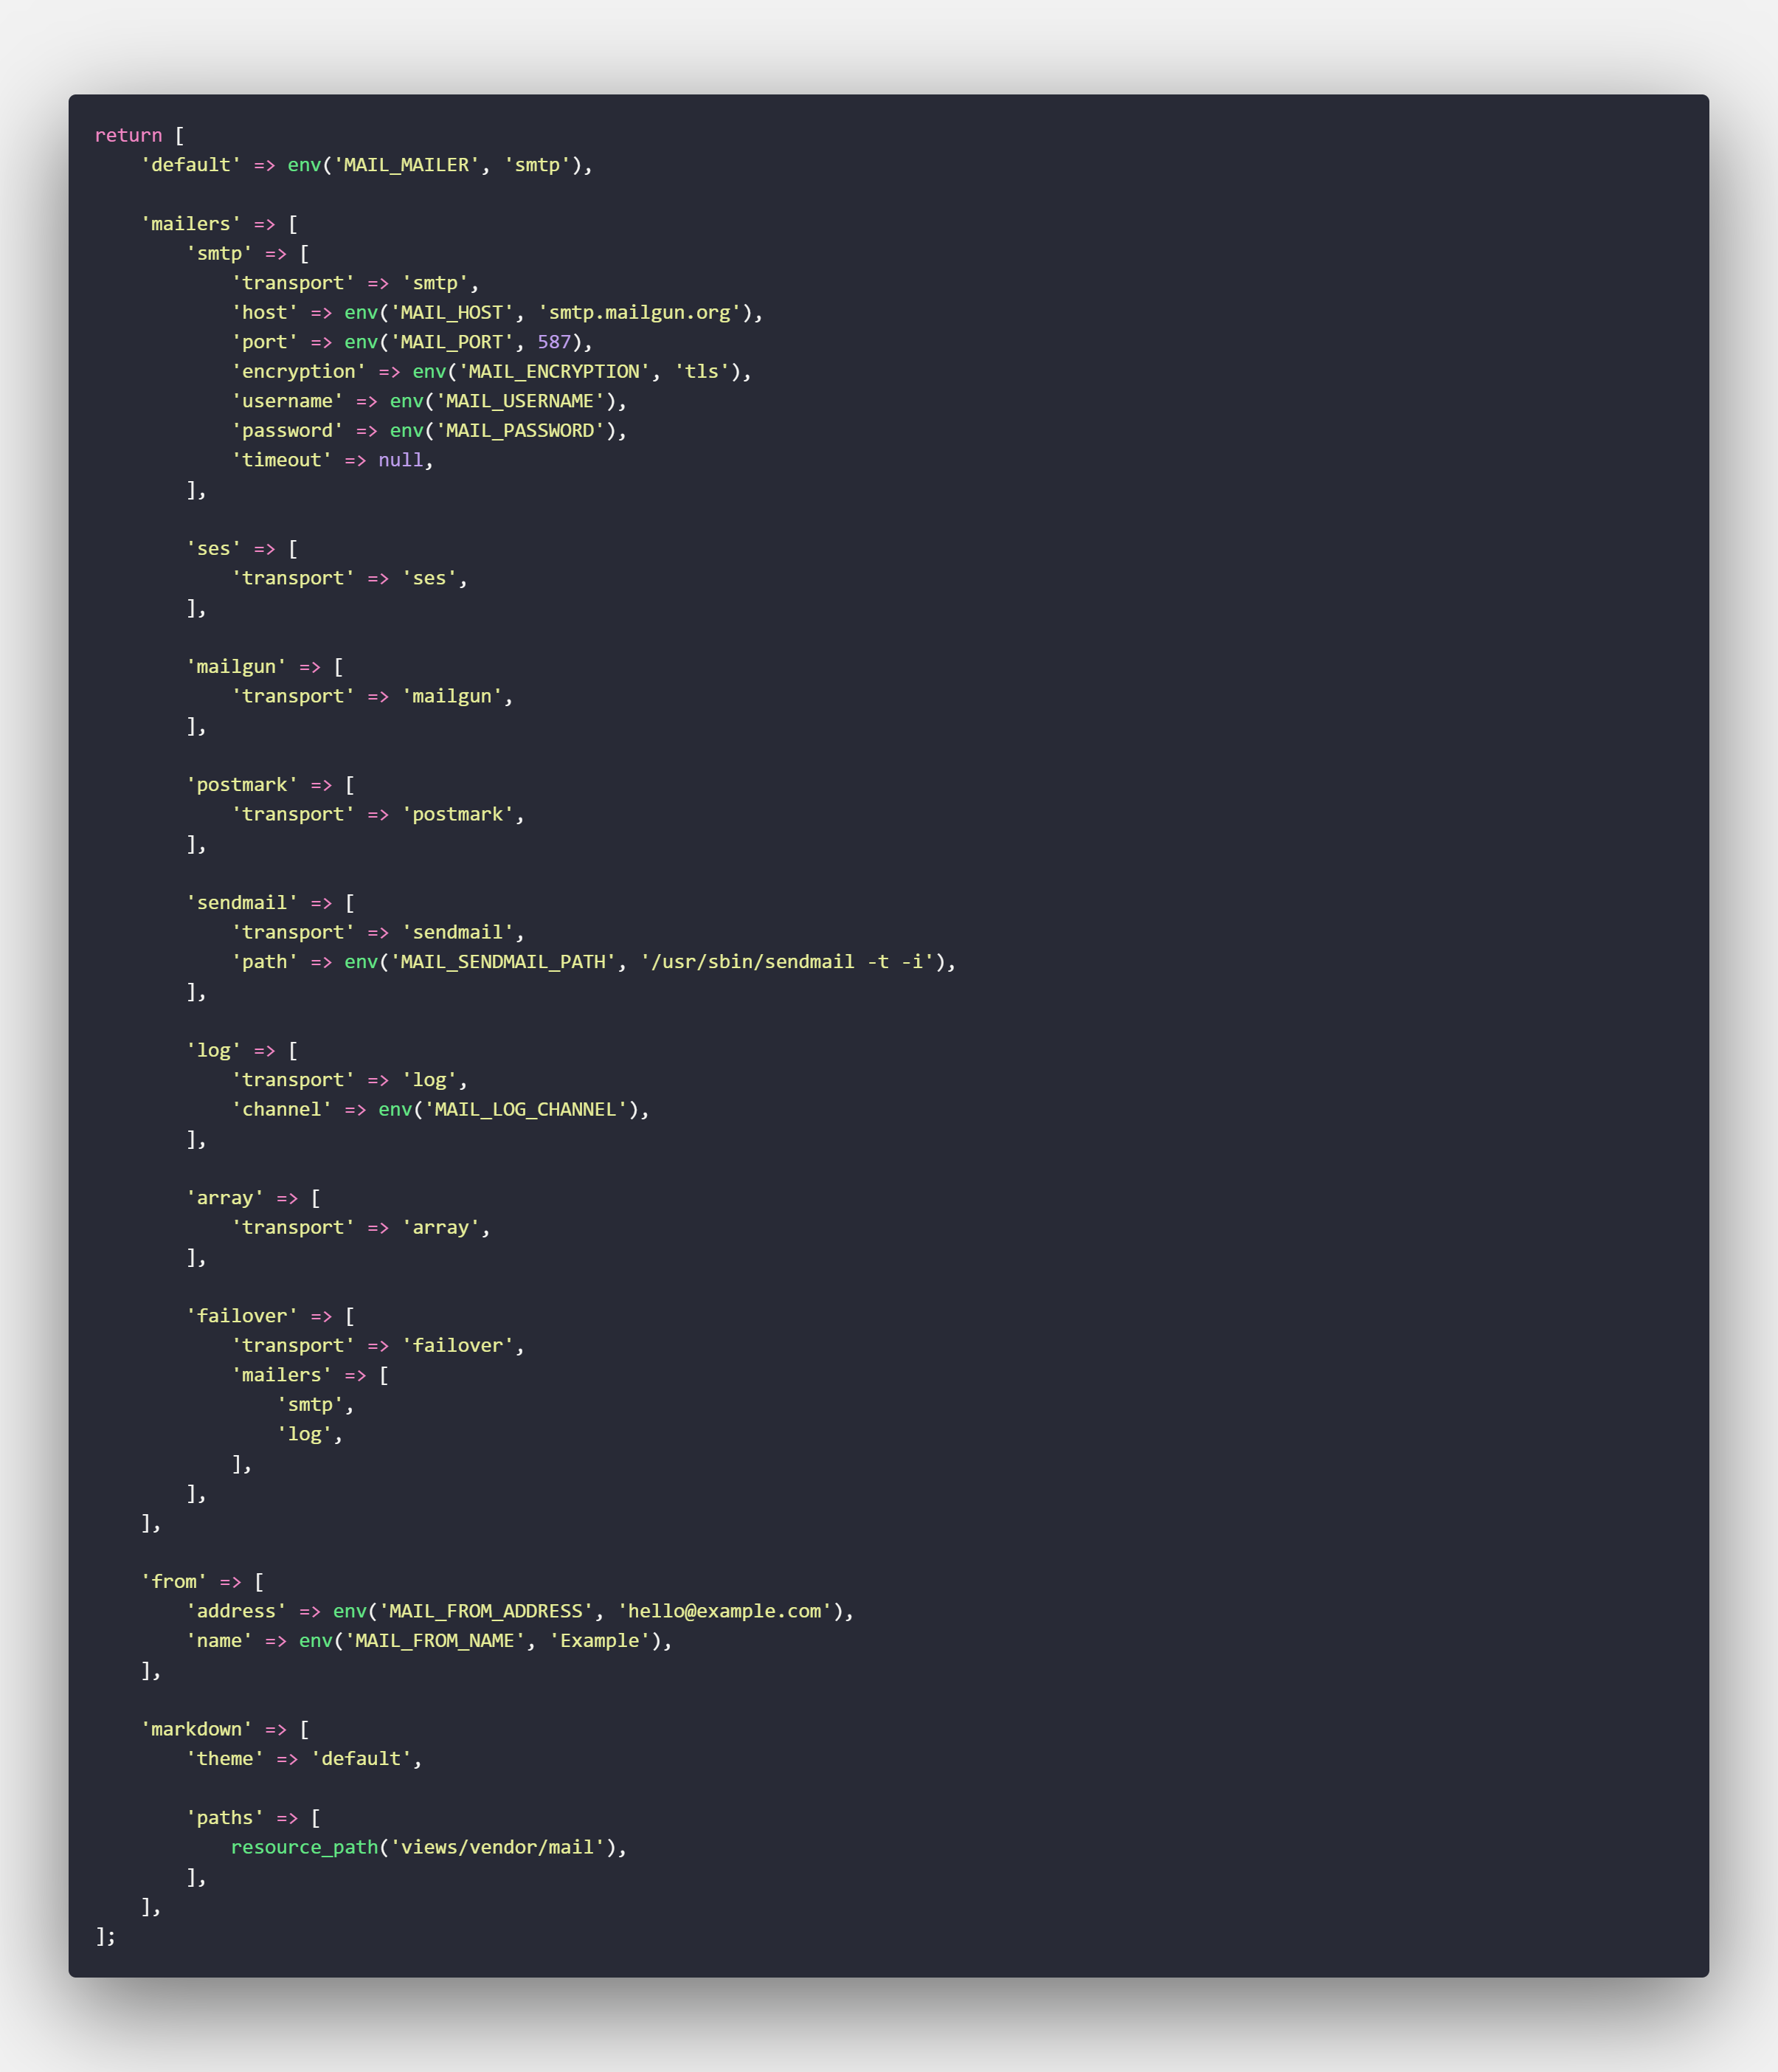 return [
    'default' => env('MAIL_MAILER', 'smtp'),

    'mailers' => [
        'smtp' => [
            'transport' => 'smtp',
            'host' => env('MAIL_HOST', 'smtp.mailgun.org'),
            'port' => env('MAIL_PORT', 587),
            'encryption' => env('MAIL_ENCRYPTION', 'tls'),
            'username' => env('MAIL_USERNAME'),
            'password' => env('MAIL_PASSWORD'),
            'timeout' => null,
        ],

        'ses' => [
            'transport' => 'ses',
        ],

        'mailgun' => [
            'transport' => 'mailgun',
        ],

        'postmark' => [
            'transport' => 'postmark',
        ],

        'sendmail' => [
            'transport' => 'sendmail',
            'path' => env('MAIL_SENDMAIL_PATH', '/usr/sbin/sendmail -t -i'),
        ],

        'log' => [
            'transport' => 'log',
            'channel' => env('MAIL_LOG_CHANNEL'),
        ],

        'array' => [
            'transport' => 'array',
        ],

        'failover' => [
            'transport' => 'failover',
            'mailers' => [
                'smtp',
                'log',
            ],
        ],
    ],

    'from' => [
        'address' => env('MAIL_FROM_ADDRESS', 'hello@example.com'),
        'name' => env('MAIL_FROM_NAME', 'Example'),
    ],

    'markdown' => [
        'theme' => 'default',

        'paths' => [
            resource_path('views/vendor/mail'),
        ],
    ],
];